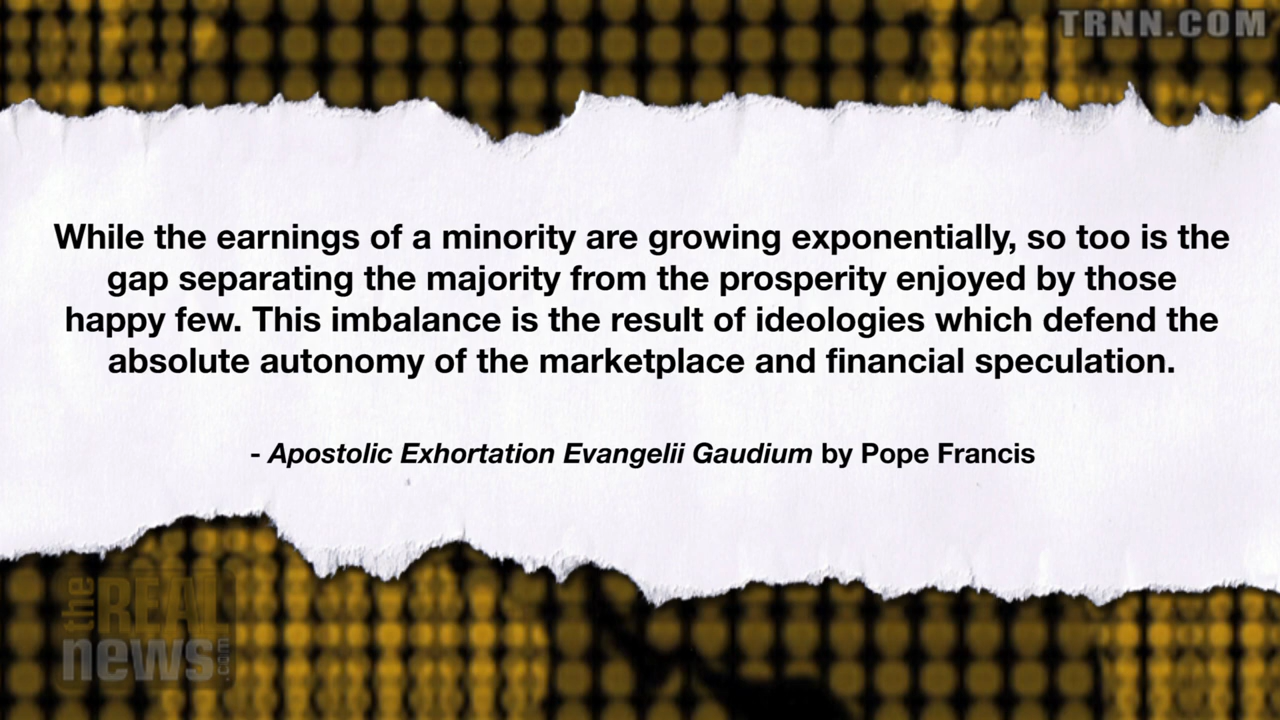 TRNN.COM
While the earnings of a minority are growing exponentially, so too is the
gap separating the majority from the prosperity enjoyed by those
happy few. This imbalance is the result of ideologies which defend the
absolute autonomy of the marketplace and financial speculation.
- Apostolic Exhortation Evangelii Gaudium by Pope Francis
the REAL
news.com